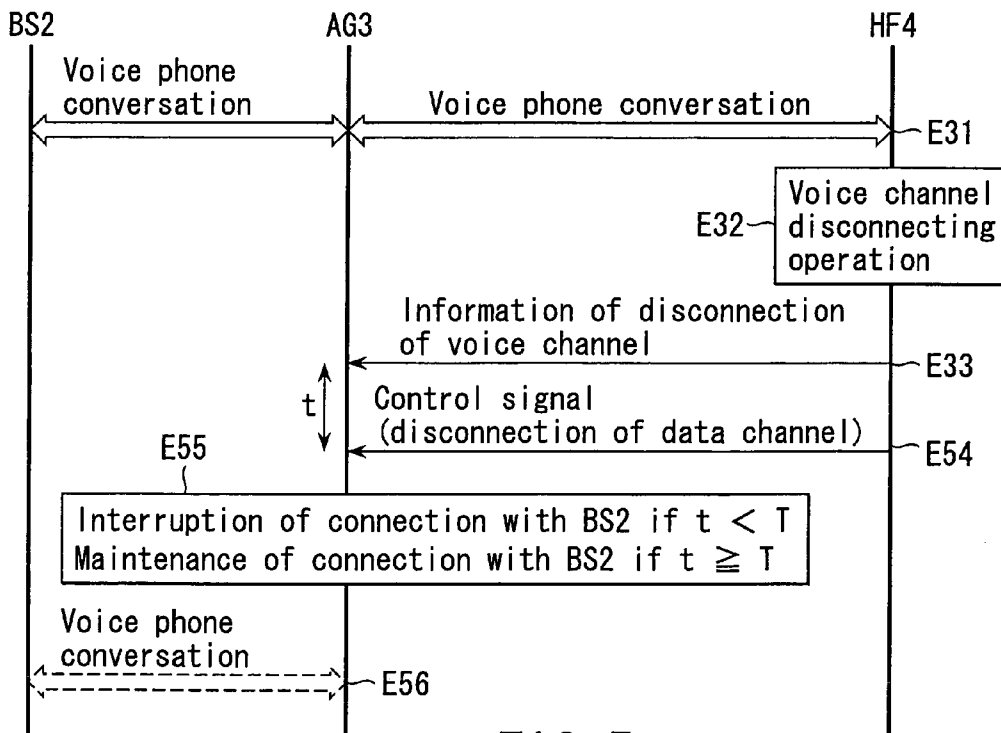 BS2 AG3 HF4
Voice phone
conversation
Voice phone conversation
E31
Voice channel
disconnecting
operation
E32
Information of disconnection
of voice channel
E33
t
Control signal
(disconnection of data channel)
E54
E55
Interruption of connection with BS2 if t < T
Maintenance of connection with BS2 if t ≧ T
Voice phone
conversation
E56